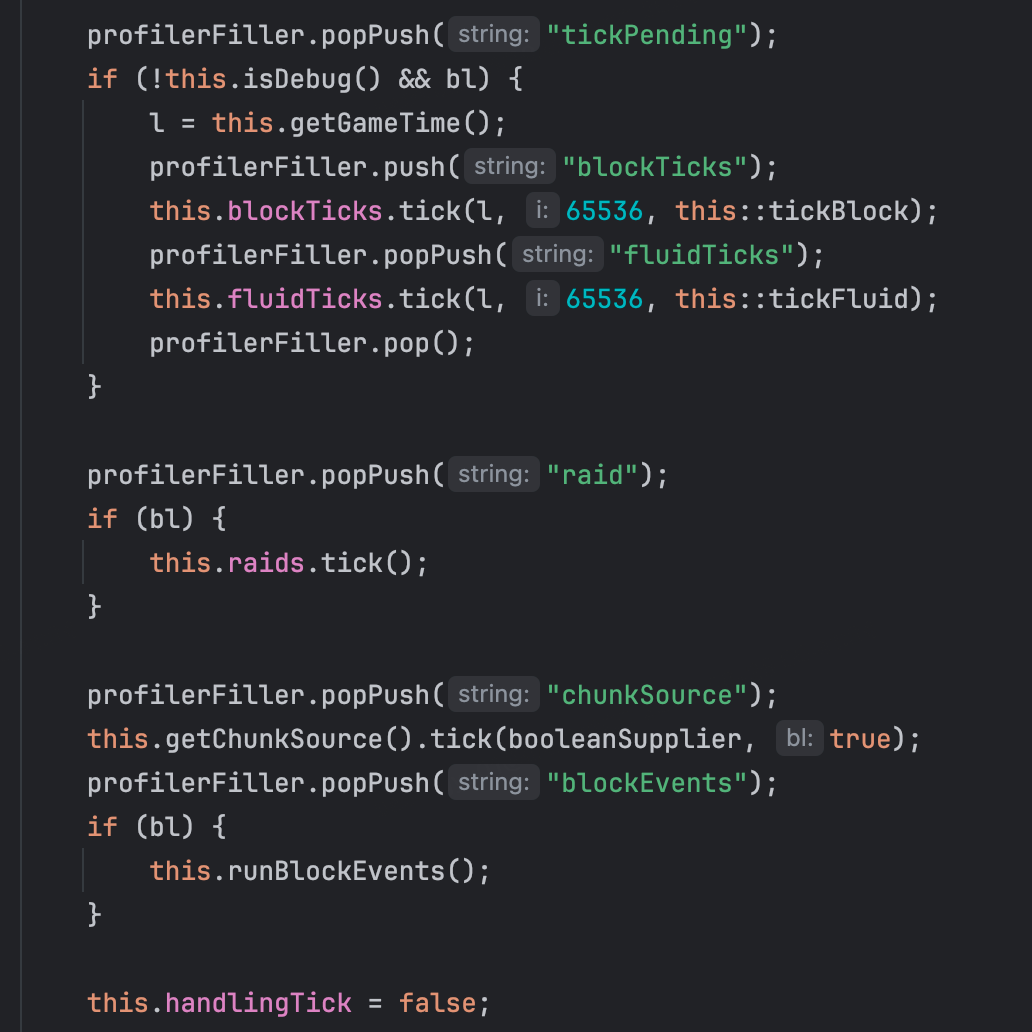 profilerFiller.popPush( string: "tickPending");
if (!this.isDebug() && bl) {
l = this.getGameTime();
profilerFiller.push( string: "blockTicks");
this.blockTicks.tick(l, i: 65536, this::tickBlock);
profilerFiller.popPush( string: "fluidTicks");
this.fluidTicks.tick(l, i: 65536, this::tickFluid);
profilerFiller.pop();
}
profilerFiller.popPush( string: "raid");
if (bl) {
this.raids.tick();
}
profilerFiller.popPush( string: "chunkSource");
this.getChunkSource().tick(booleanSupplier, bl: true);
profilerFiller.popPush( string: "blockEvents");
if (bl) {
this.runBlockEvents();
}
this.handlingTick = false;